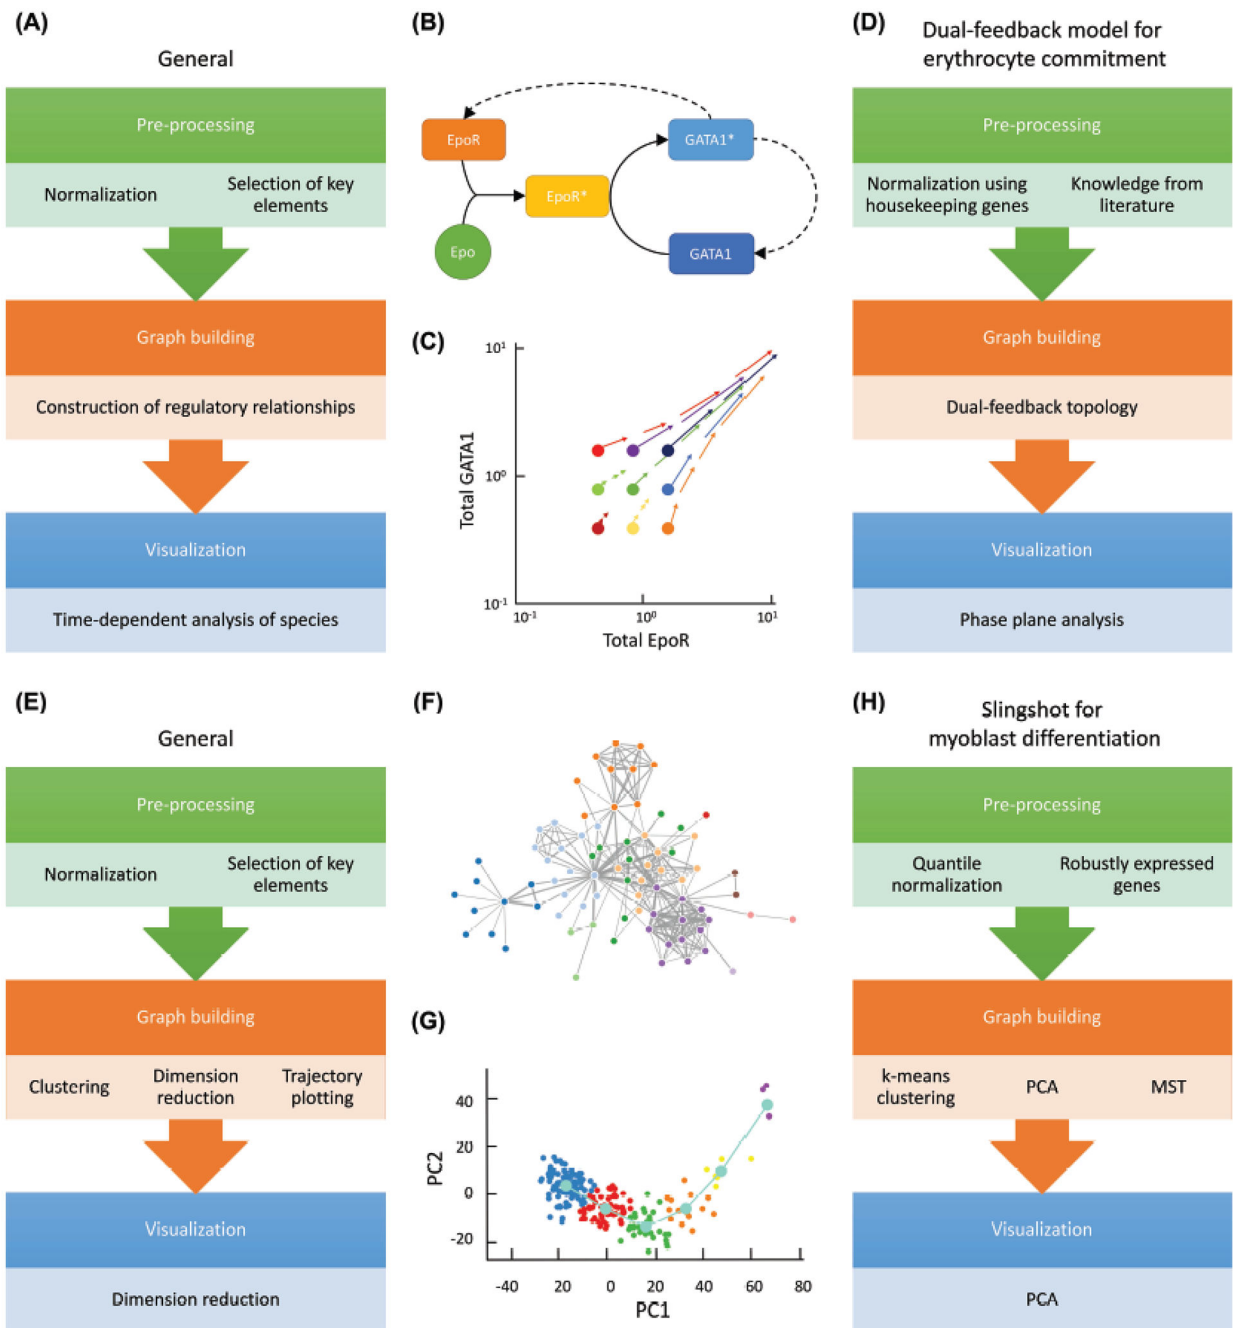 (A)
General
Pre-processing
Normalization
Selection of key
elements
Graph building
Construction of regulatory relationships
Visualization
Time-dependent analysis of species
(B)
EpoR
GATA1*
EpoR*
Epo
GATA1
(C)
10¹
10⁰
10⁻¹
Total GATA1
10⁻¹
10⁰
10¹
Total EpoR
(D)
Dual-feedback model for
erythrocyte commitment
Pre-processing
Normalization using
housekeeping genes
Knowledge from
literature
Graph building
Dual-feedback topology
Visualization
Phase plane analysis
(E)
General
Pre-processing
Normalization
Selection of key
elements
Graph building
Clustering
Dimension
reduction
Trajectory
plotting
Visualization
Dimension reduction
(F)
(G)
40
20
0
-20
PC2
-40
20
0
20
40
60
80
PC1
(H)
Slingshot for
myoblast differentiation
Pre-processing
Quantile
normalization
Robustly expressed
genes
Graph building
k-means
clustering
PCA
MST
Visualization
PCA